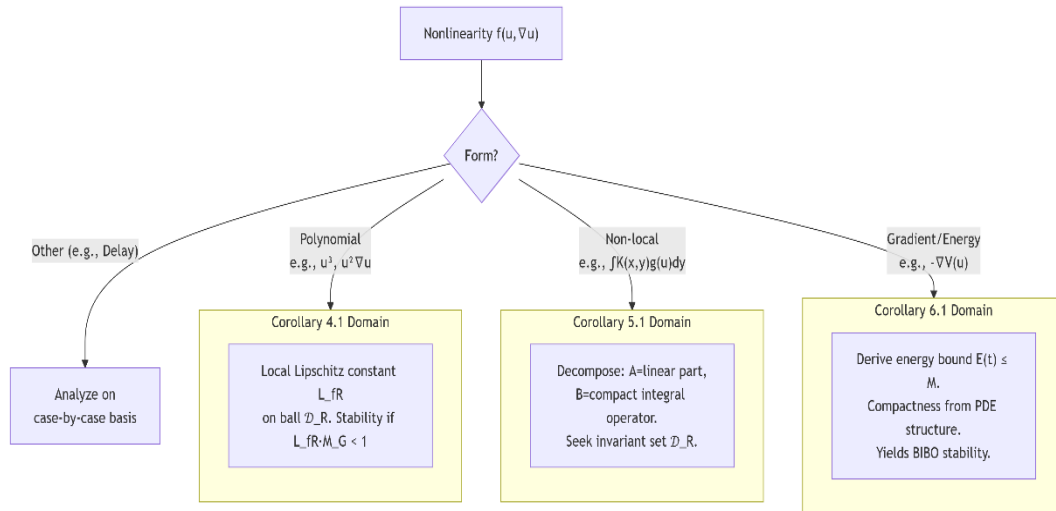 Nonlinearity f(u,∇u)
Form?
Other (e.g., Delay)
Polynomial
e.g., u³, u²∇u
Non-local
e.g., ∫K(x,y)g(u)dy
Gradient/Energy
e.g., -∇V(u)
Analyze on
case-by-case basis
Corollary 4.1 Domain
Local Lipschitz constant
L_fR
on ball 𝒟_R. Stability if
L_fR·M_G < 1
Corollary 5.1 Domain
Decompose: A=linear part,
B=compact integral
operator.
Seek invariant set 𝒟_R.
Corollary 6.1 Domain
Derive energy bound E(t) ≤
M.
Compactness from PDE
structure.
Yields BIBO stability.